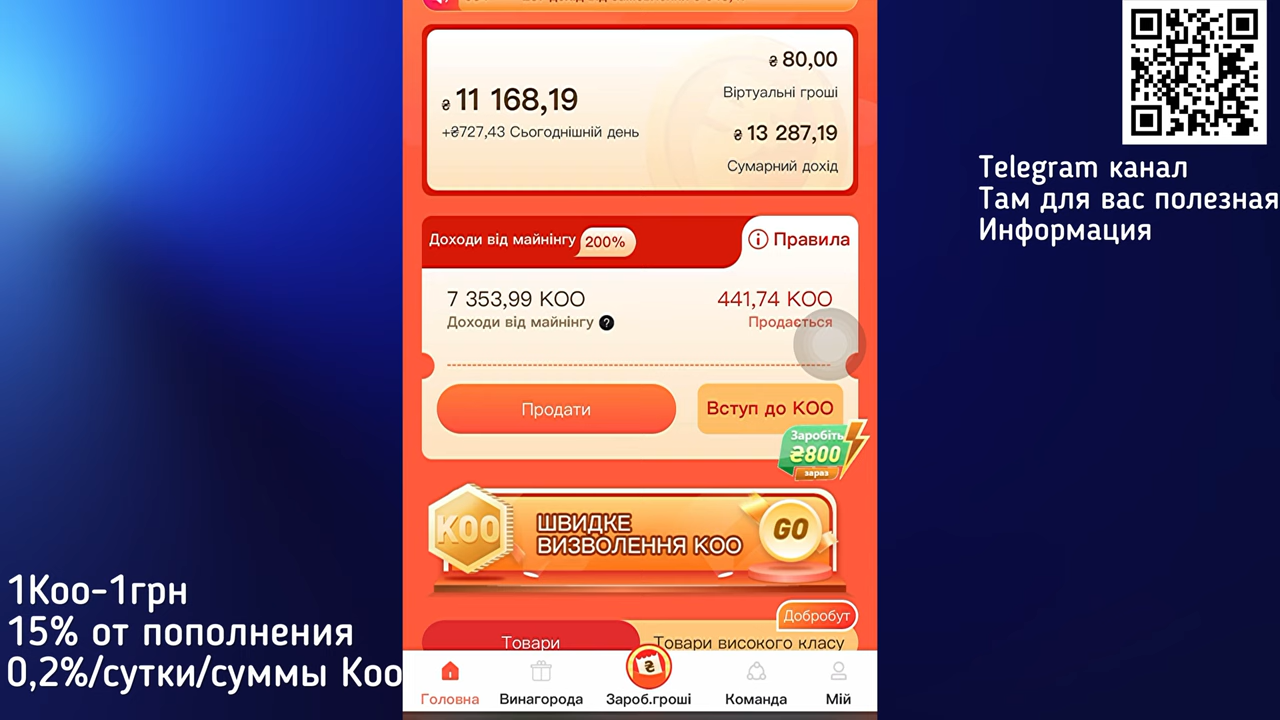 ₴ 80,00
Віртуальні гроші
₴ 11 168,19
+₴727,43 Сьогоднішній день
₴ 13 287,19
Сумарний дохід
Доходи від майнінгу 200%
Правила
7 353,99 KOO
Доходи від майнінгу ?
441,74 KOO
Продається
Продати
Вступ до KOO
Заробіть
₴800
зараз
KOO
ШВИДКЕ
ВИЗВОЛЕННЯ KOO
GO
Добробут
Товари
Товари високого класу
Головна
Винагорода
Зароб.гроші
Команда
Мій
Telegram канал
Там для вас полезная
Информация
1Koo-1грн
15% от пополнения
0,2%/сутки/суммы Koo